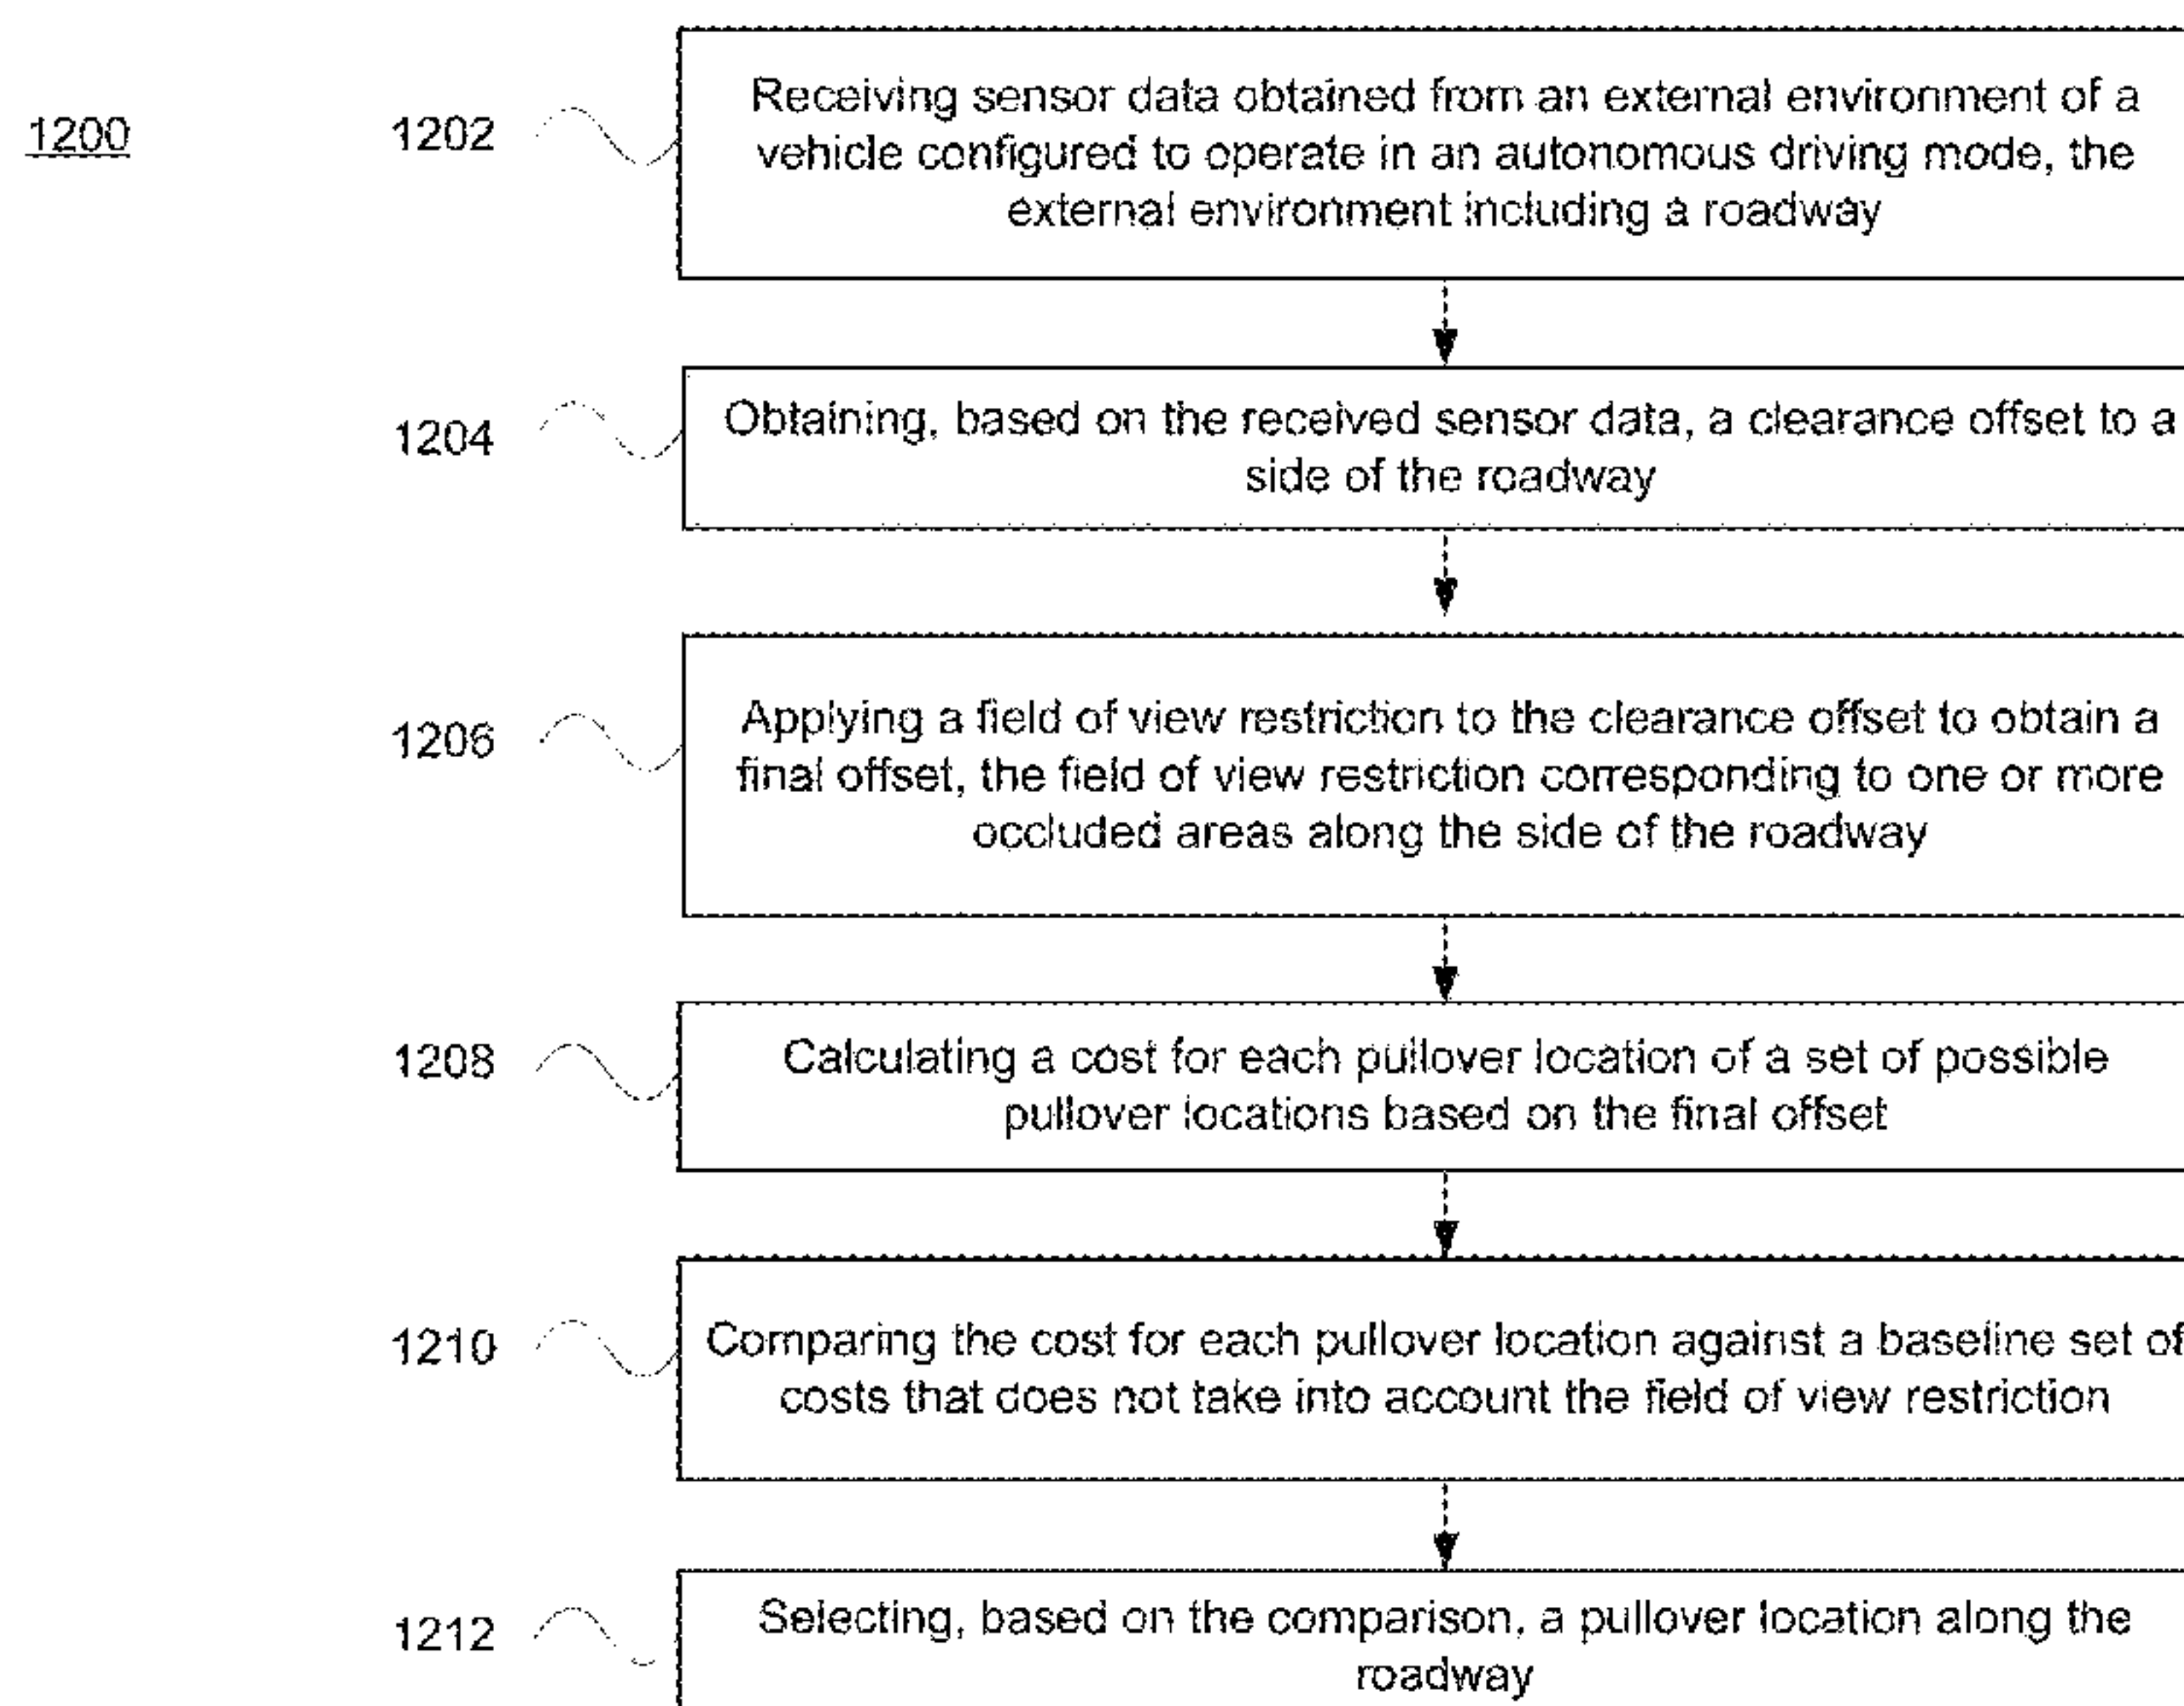 1200
1202
Receiving sensor data obtained from an external environment of a
vehicle configured to operate in an autonomous driving mode, the
external environment including a roadway
1204
Obtaining, based on the received sensor data, a clearance offset to a
side of the roadway
1206
Applying a field of view restriction to the clearance offset to obtain a
final offset, the field of view restriction corresponding to one or more
occluded areas along the side of the roadway
1208
Calculating a cost for each pullover location of a set of possible
pullover locations based on the final offset
1210
Comparing the cost for each pullover location against a baseline set of
costs that does not take into account the field of view restriction
1212
Selecting, based on the comparison, a pullover location along the
roadway